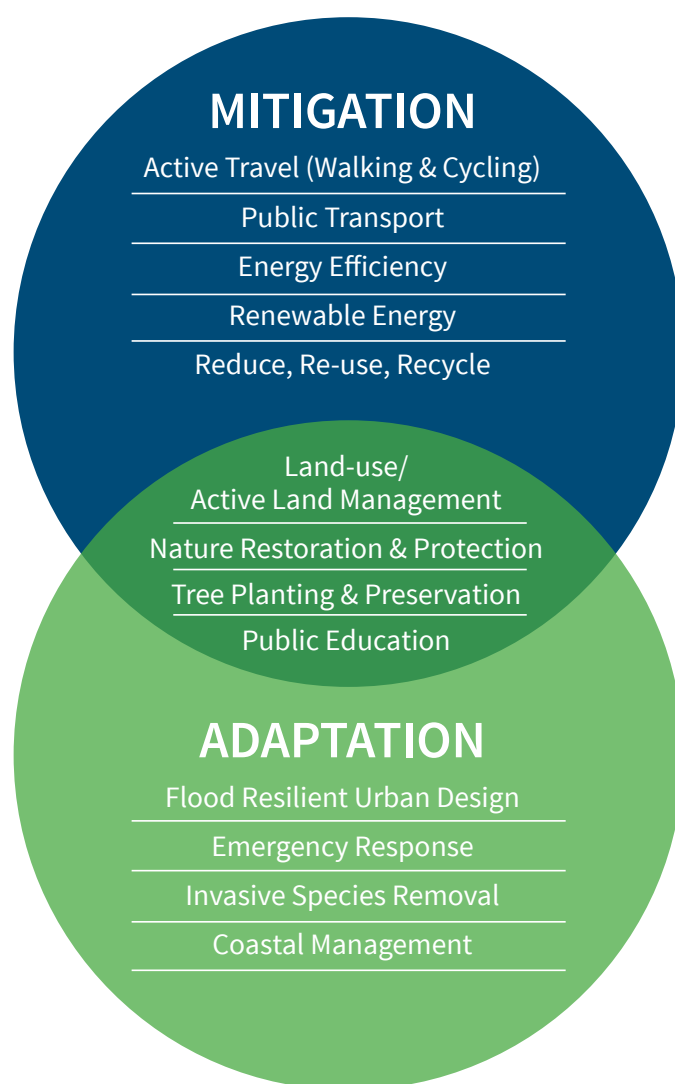 MITIGATION
Active Travel (Walking & Cycling)
Public Transport
Energy Efficiency
Renewable Energy
Reduce, Re-use, Recycle
Land-use/
Active Land Management
Nature Restoration & Protection
Tree Planting & Preservation
Public Education
ADAPTATION
Flood Resilient Urban Design
Emergency Response
Invasive Species Removal
Coastal Management